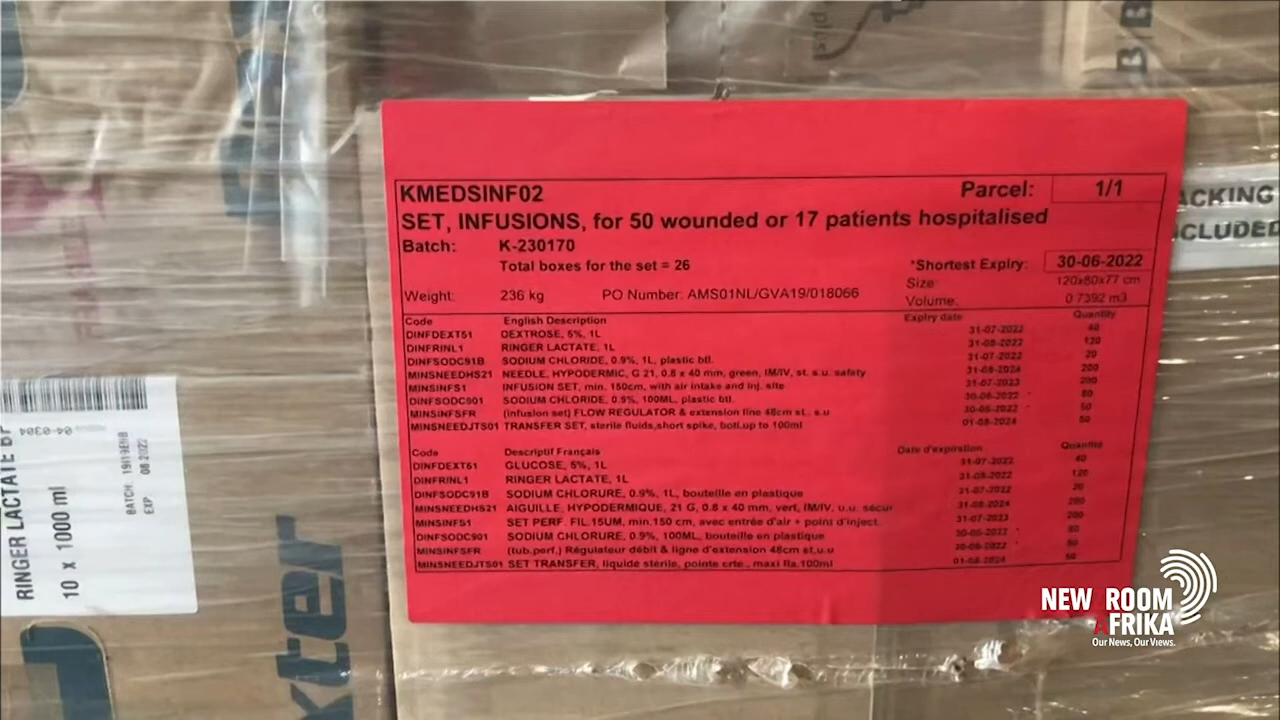 KMEDSINF02
Parcel: 1/1
SET, INFUSIONS, for 50 wounded or 17 patients hospitalised
Batch: K-230170
Total boxes for the set = 26
*Shortest Expiry: 30-06-2022
Weight: 236 kg PO Number: AMS01NL/GVA19/018066
Size: 120x80x77 cm
Volume. 0.7392 m3
Code English Description Expiry date Quantity
DINFDEXT51 DEXTROSE, 5%, 1L 31-07-2022 40
DINFRINL1 RINGER LACTATE, 1L 31-08-2022 120
DINFSODC91B SODIUM CHLORIDE, 0.9%, 1L, plastic btl. 31-07-2022 20
MINSNEEDHS21 NEEDLE, HYPODERMIC, G 21, 0.8 x 40 mm, green, IM/IV, st. s.u. safaty 31-08-2024 200
MINSINFS1 INFUSION SET, min. 150cm, with air intake and inj. site 31-07-2023 200
DINFSODC901 SODIUM CHLORIDE, 0.9%, 100ML, plastic btl. 30-06-2022 80
MINSINFSFR (infusion set) FLOW REGULATOR & extension line 48cm st., s.u 30-06-2022 50
MINSNEEDJTS01 TRANSFER SET, sterile fluids,short spike, botl.up to 100ml 01-08-2024 50
Code Descriptif Français Date d'expiration Quantité
DINFDEXT51 GLUCOSE, 5%, 1L 31-07-2022 40
DINFRINL1 RINGER LACTATE, 1L 31-08-2022 120
DINFSODC91B SODIUM CHLORURE, 0.9%, 1L, bouteille en plastique 31-07-2022 20
MINSNEEDHS21 AIGUILLE, HYPODERMIQUE, 21 G, 0.8 x 40 mm, vert, IM/IV, u.u. sécur 31-08-2024 200
MINSINFS1 SET PERF. FIL.15UM, min.150 cm, avec entrée d'air + point d'inject. 31-07-2023 200
DINFSODC901 SODIUM CHLORURE, 0.9%, 100ML, bouteille en plastique 30-06-2022 80
MINSINFSFR (tub.perf.) Régulateur débit & ligne d'extension 48cm st,u.u 30-06-2022 50
MINSNEEDJTS01 SET TRANSFER, liquide stérile, pointe crte., maxi fla.100ml 01-08-2024 50
ACKING
CLUDED
RINGER LACTATE BP
10 x 1000 ml
BATCH: 19I19E8B
EXP 08 2022
xter
plus
NEWROOM
AFRIKA
Our News, Our Views.